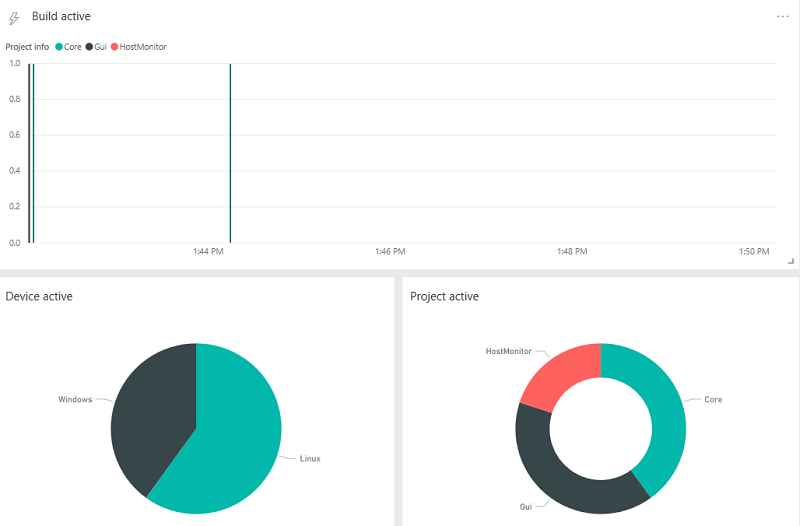 Build active
...
Project info Core Gui HostMonitor
1.0
0.8
0.6
0.4
0.2
0.0
1:44 PM 1:46 PM 1:48 PM 1:50 PM
Device active
Windows
Linux
Project active
HostMonitor
Core
Gui